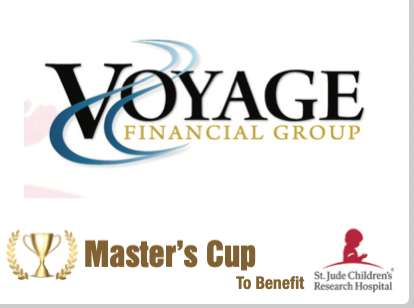 VOYAGE
FINANCIAL GROUP
Master's Cup
To Benefit
St. Jude Children's
Research Hospital